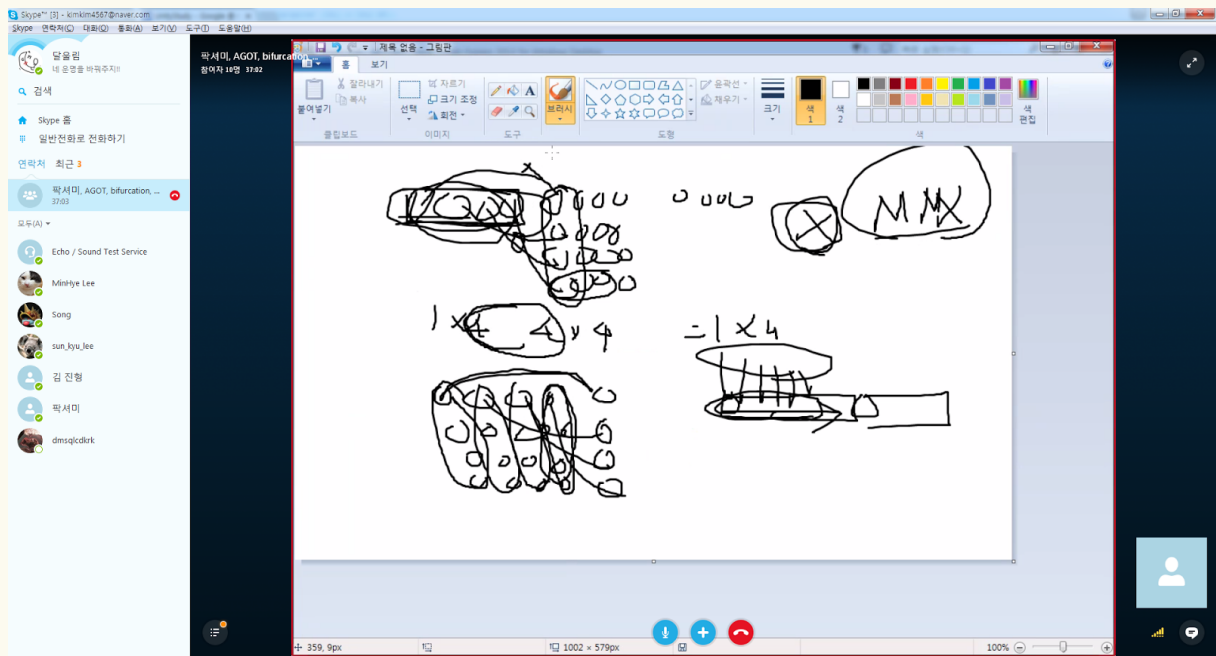 Skype™ [3] - kimkim4567@naver.com
Skype 연락처(C) 대화(O) 통화(A) 보기(V) 도구(T) 도움말(H)
달울림
네 운명을 바꿔주지!!
검색
Skype 홈
일반전화로 전화하기
연락처 최근 3
팍셔미, AGOT, bifurcation, ...
37:03
모두(A)
Echo / Sound Test Service
MinHye Lee
Song
sun_kyu_lee
김 진형
팍셔미
dmsqlcdkrk
팍셔미, AGOT, bifurcation...
참여자 10명 37:02
제목 없음 - 그림판
홈 보기
붙여넣기
잘라내기
복사
클립보드
선택
자르기
크기 조정
회전
이미지
A
도구
브러시
윤곽선
채우기
도형
크기
색 1
색 2
색 편집
색
1 x 4 4 x 4 = 1 x 4
359, 9px
1002 × 579px
100%